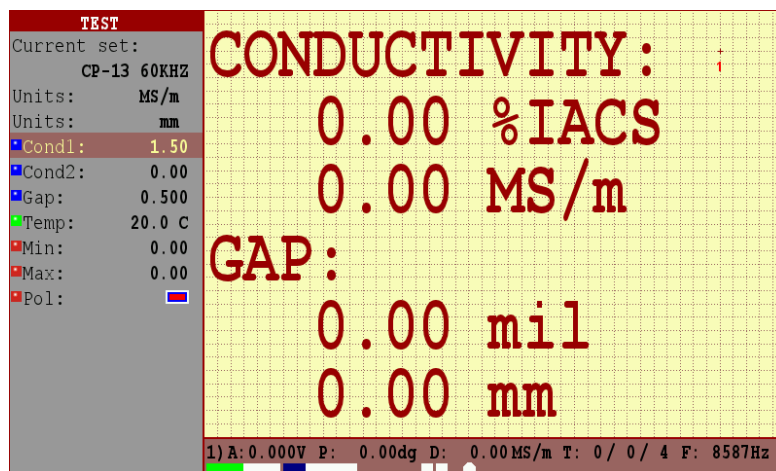 TEST
Current set:
CP-13 60KHZ
Units: MS/m
Units: mm
Cond1: 1.50
Cond2: 0.00
Gap: 0.500
Temp: 20.0 C
Min: 0.00
Max: 0.00
Pol:
CONDUCTIVITY:
1
0.00 %IACS
0.00 MS/m
GAP:
0.00 mil
0.00 mm
1)A:0.000V P: 0.00dg D: 0.00MS/m T: 0/ 0/ 4 F: 8587Hz